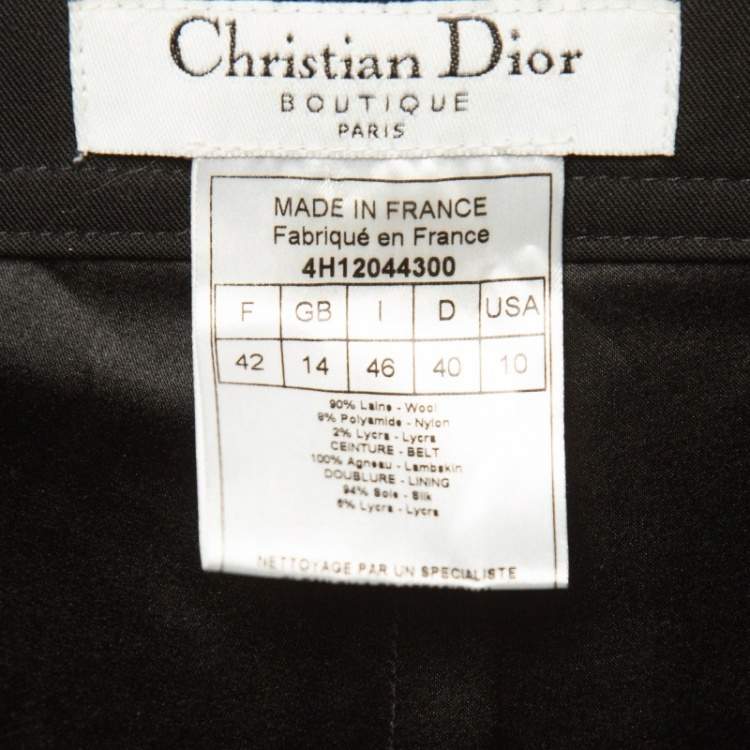 Christian Dior
BOUTIQUE
PARIS
MADE IN FRANCE
Fabriqué en France
4H12044300
F GB I D USA
42 14 46 40 10
90% Laine - Wool
8% Polyamide - Nylon
2% Lycra - Lycra
CEINTURE - BELT
100% Agneau - Lambskin
DOUBLURE - LINING
94% Soie - Silk
6% Lycra - Lycra
NETTOYAGE PAR UN SPECIALISTE